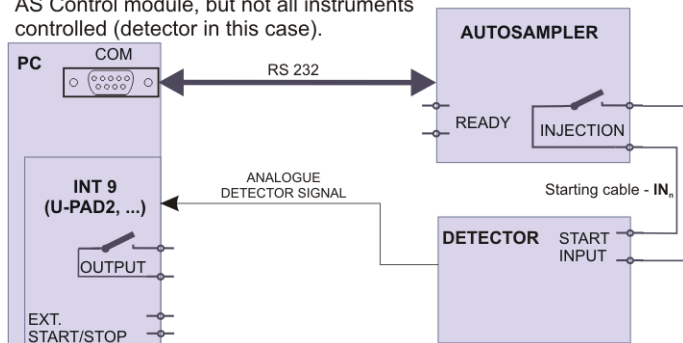 AS Control module, but not all instruments
controlled (detector in this case).
PC
COM
RS 232
AUTOSAMPLER
READY
INJECTION
INT 9
(U-PAD2, ...)
ANALOGUE
DETECTOR SIGNAL
Starting cable - INn
OUTPUT
DETECTOR
START
INPUT
EXT.
START/STOP